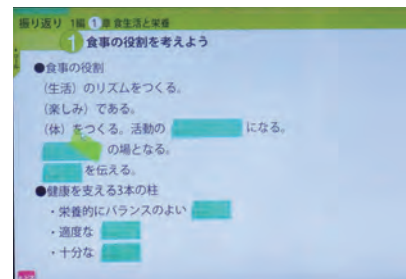 振り返り 1編 1 章 食生活と栄養
1 食事の役割を考えよう
●食事の役割
(生活)のリズムをつくる。
(楽しみ)である。
(体)をつくる。活動の になる。
の場となる。
を伝える。
●健康を支える3本の柱
・栄養的にバランスのよい
・適度な
・十分な